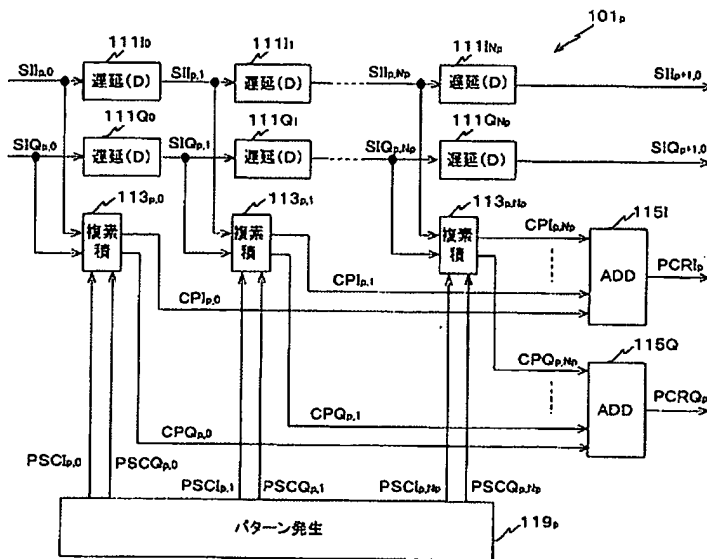 101p
111I0
111I1
111INp
SIIp,0
遅延(D)
SIIp,1
遅延(D)
SIIp,Np
遅延(D)
SIIp+1,0
111Q0
111Q1
111QNp
SIQp,0
遅延(D)
SIQp,1
遅延(D)
SIQp,Np
遅延(D)
SIQp+1,0
113p,0
113p,1
113p,Np
115I
複素
積
複素
積
複素
積
CPIp,Np
ADD
PCRIp
CPIp,1
CPIp,0
115Q
CPQp,Np
ADD
PCRQp
CPQp,1
CPQp,0
PSCIp,0
PSCQp,0
PSCIp,1
PSCQp,1
PSCIp,Np
PSCQp,Np
パターン発生
119p